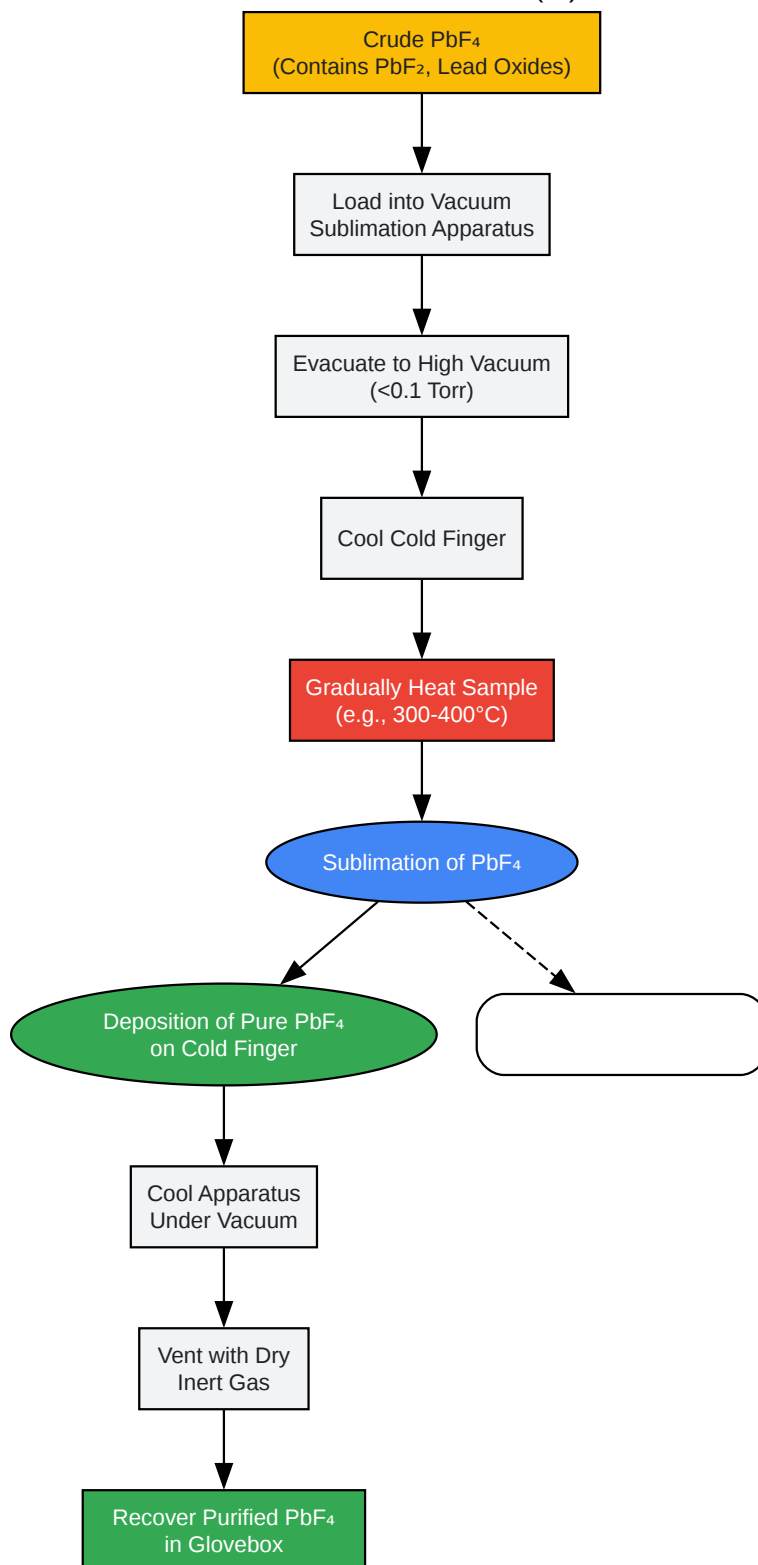 Crude PbF₄
(Contains PbF₂, Lead Oxides)
Load into Vacuum
Sublimation Apparatus
Evacuate to High Vacuum
(<0.1 Torr)
Cool Cold Finger
Gradually Heat Sample
(e.g., 300-400°C)
Sublimation of PbF₄
Deposition of Pure PbF₄
on Cold Finger
Cool Apparatus
Under Vacuum
Vent with Dry
Inert Gas
Recover Purified PbF₄
in Glovebox